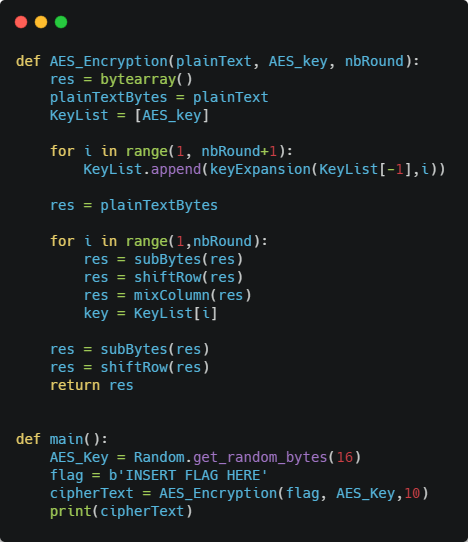 def AES_Encryption(plainText, AES_key, nbRound):
    res = bytearray()
    plainTextBytes = plainText
    KeyList = [AES_key]

    for i in range(1, nbRound+1):
        KeyList.append(keyExpansion(KeyList[-1],i))

    res = plainTextBytes

    for i in range(1,nbRound):
        res = subBytes(res)
        res = shiftRow(res)
        res = mixColumn(res)
        key = KeyList[i]

    res = subBytes(res)
    res = shiftRow(res)
    return res


def main():
    AES_Key = Random.get_random_bytes(16)
    flag = b'INSERT FLAG HERE'
    cipherText = AES_Encryption(flag, AES_Key,10)
    print(cipherText)